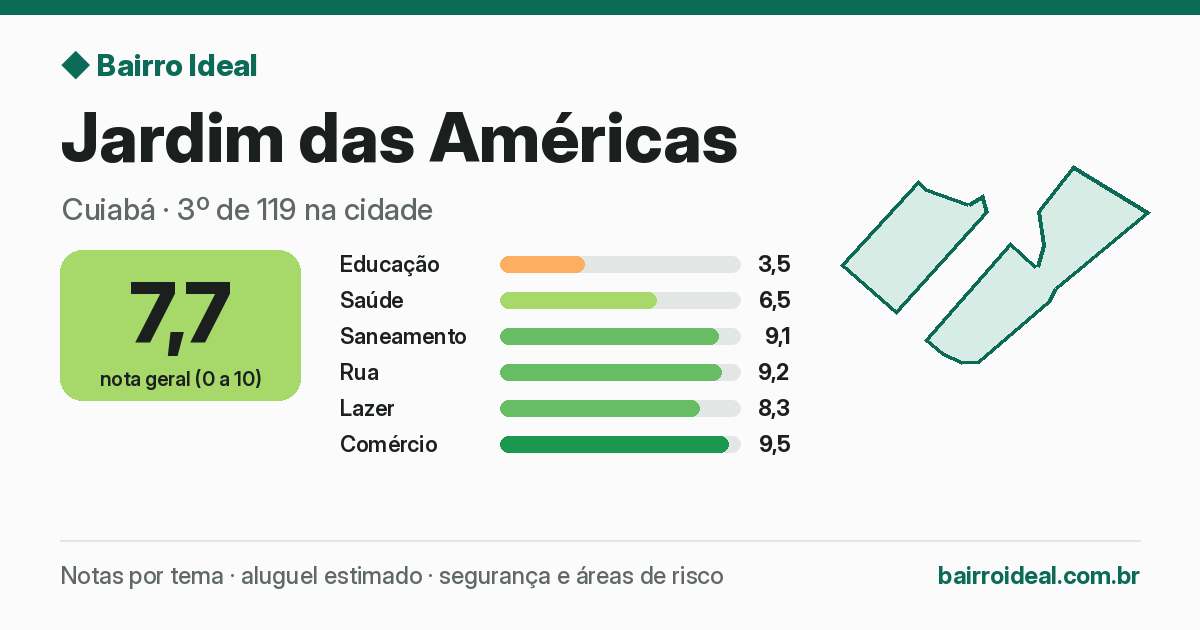 Bairro Ideal
Jardim das Américas
Cuiabá · 3º de 119 na cidade
7,7
nota geral (0 a 10)
Educação 3,5
Saúde 6,5
Saneamento 9,1
Rua 9,2
Lazer 8,3
Comércio 9,5
Notas por tema · aluguel estimado · segurança e áreas de risco
bairroideal.com.br